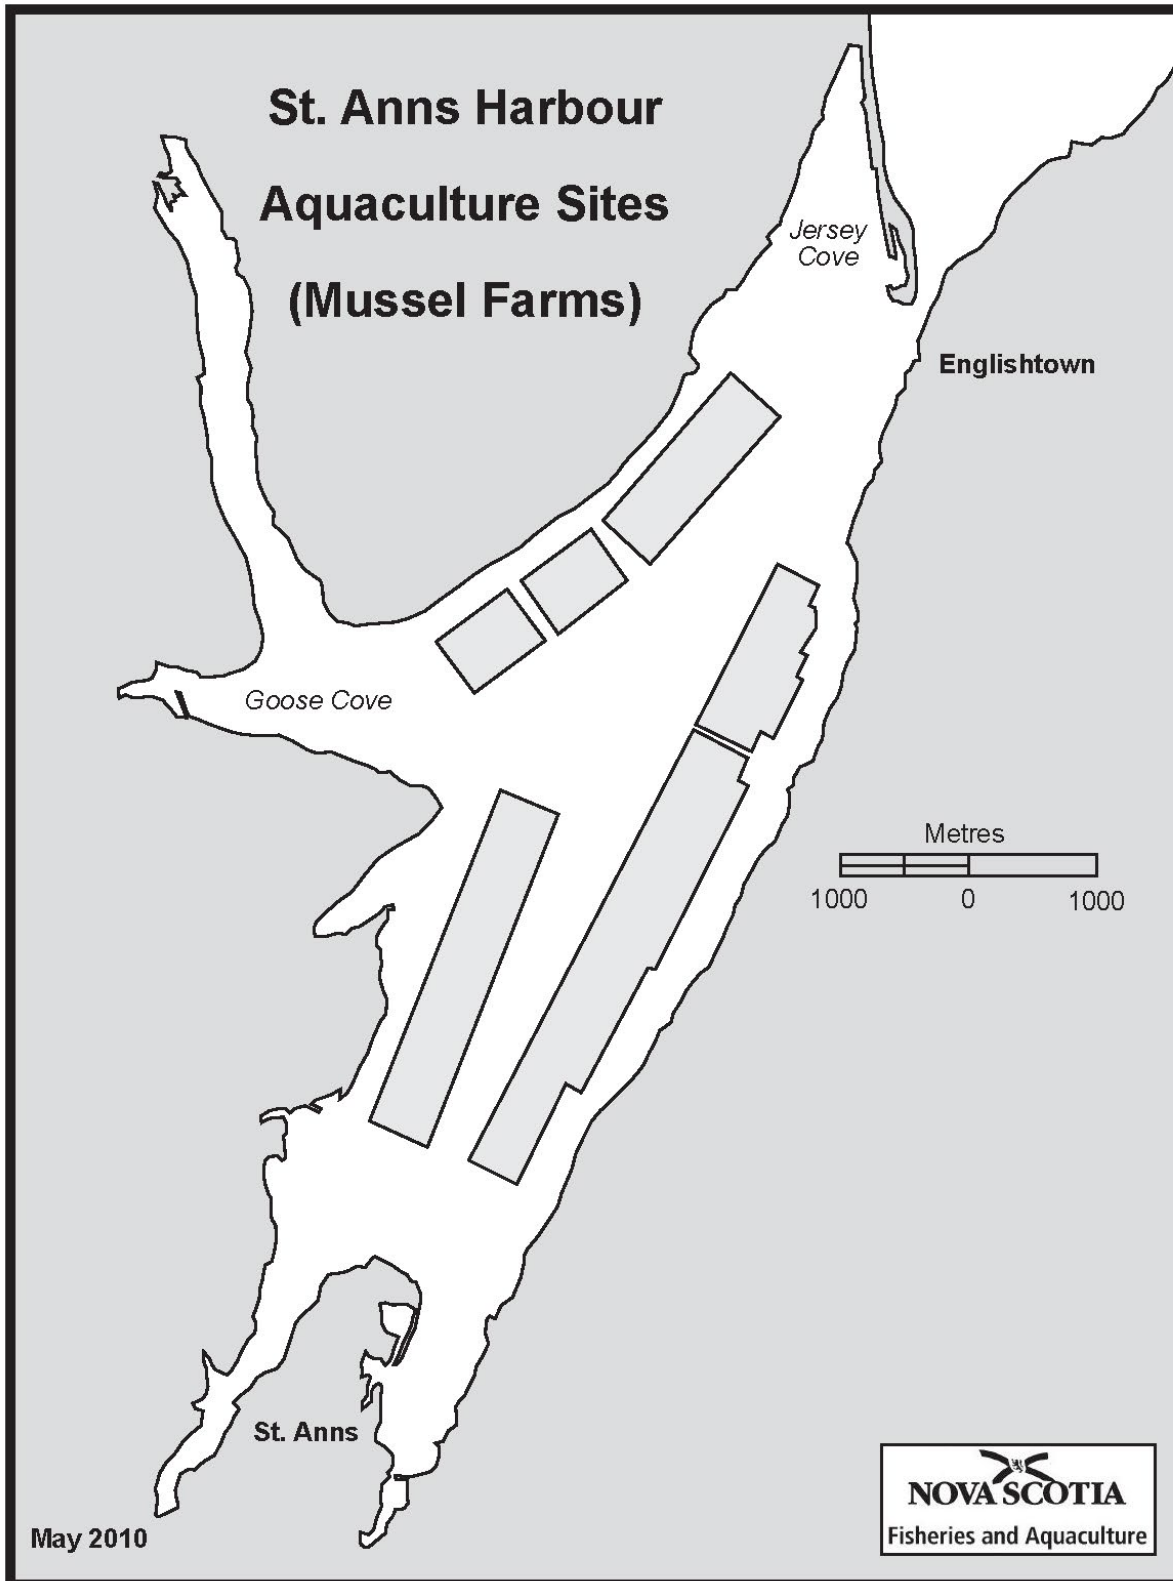 St. Anns Harbour
Aquaculture Sites
(Mussel Farms)
Jersey
Cove
Englishtown
Goose Cove
Metres
1000 0 1000
St. Anns
May 2010
NOVA SCOTIA
Fisheries and Aquaculture